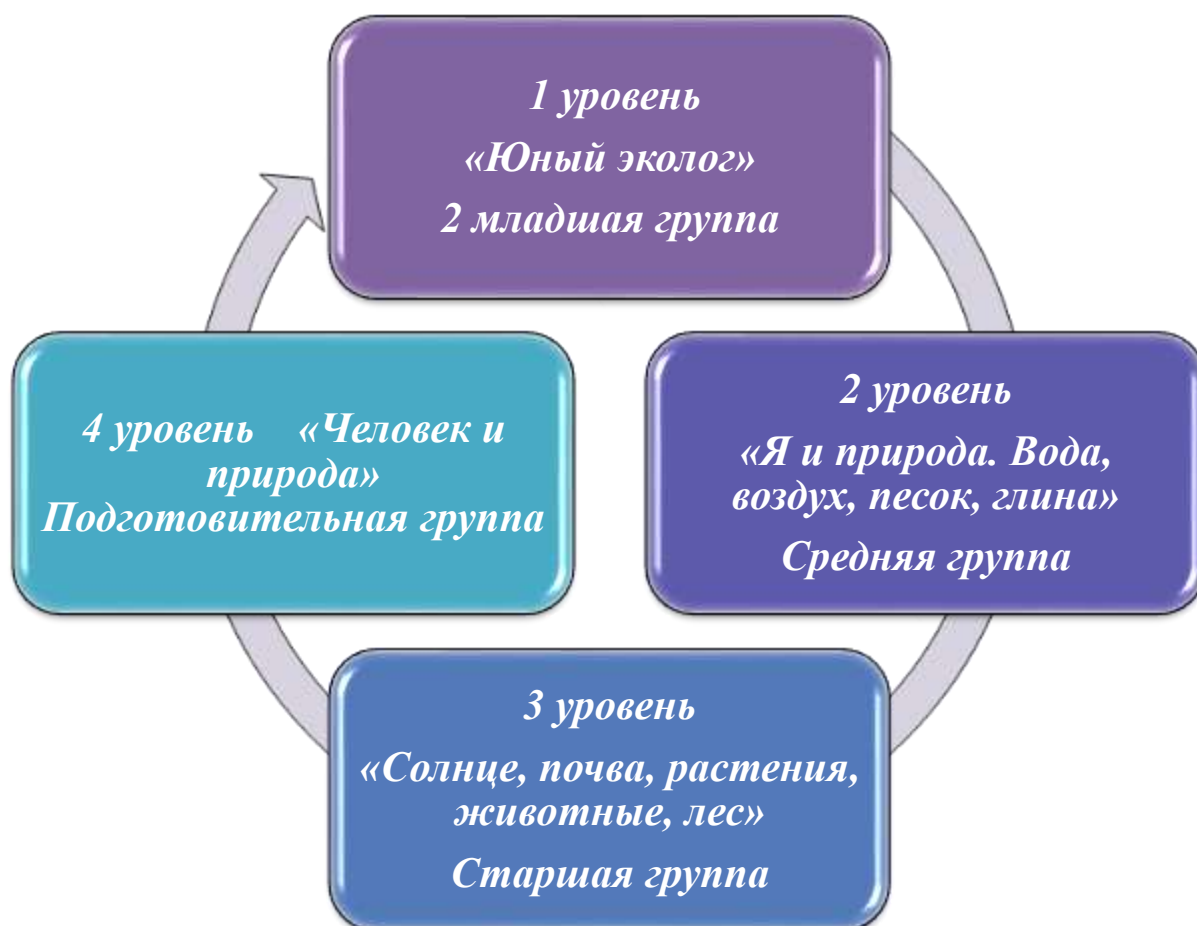 1 уровень
«Юный эколог»
2 младшая группа
2 уровень
«Я и природа. Вода,
воздух, песок, глина»
Средняя группа
3 уровень
«Солнце, почва, растения,
животные, лес»
Старшая группа
4 уровень «Человек и
природа»
Подготовительная группа